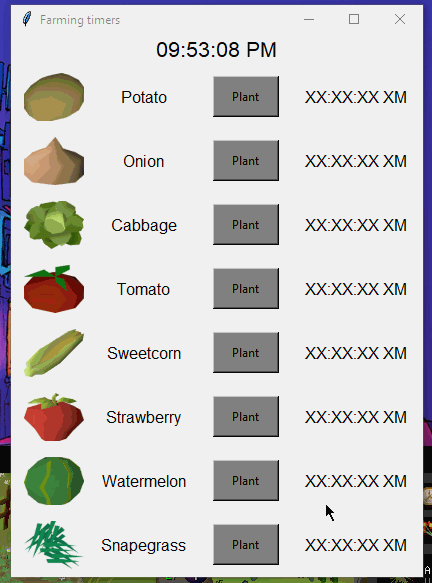 Farming timers
09:53:08 PM
Potato Plant XX:XX:XX XM
Onion Plant XX:XX:XX XM
Cabbage Plant XX:XX:XX XM
Tomato Plant XX:XX:XX XM
Sweetcorn Plant XX:XX:XX XM
Strawberry Plant XX:XX:XX XM
Watermelon Plant XX:XX:XX XM
Snapegrass Plant XX:XX:XX XM
A